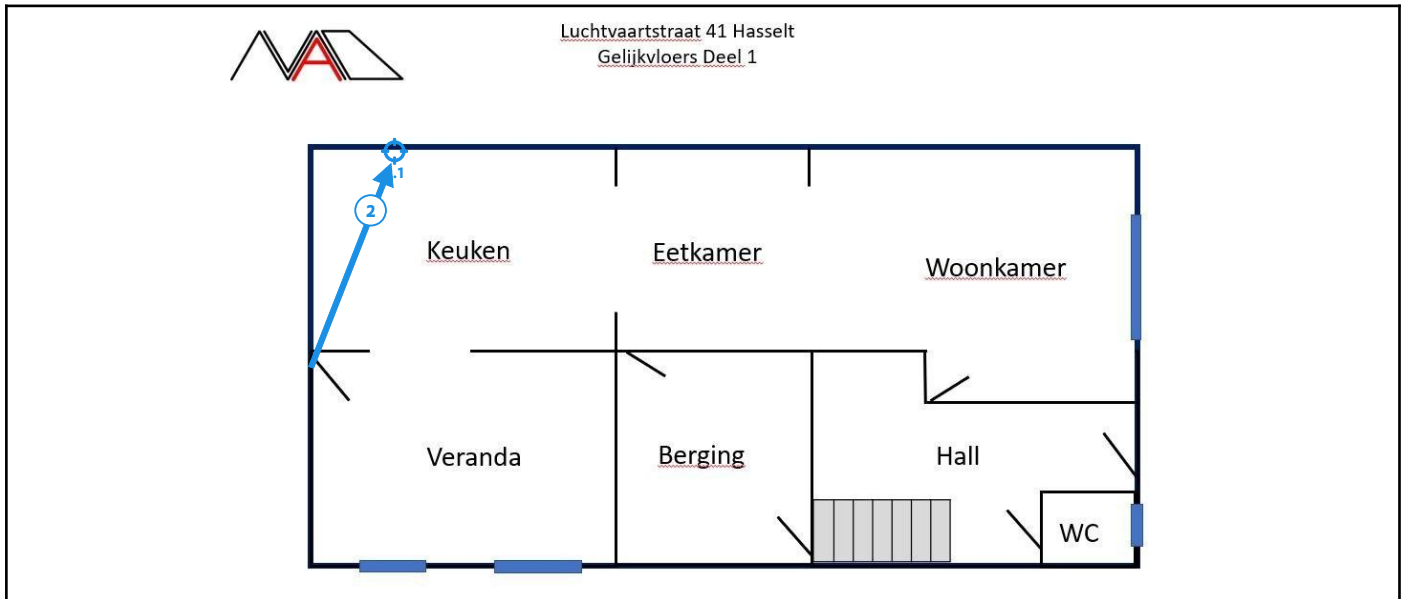 Luchtvaartstraat 41 Hasselt
Gelijkvloers Deel 1
.1
2
Keuken
Eetkamer
Woonkamer
Veranda
Berging
Hall
WC